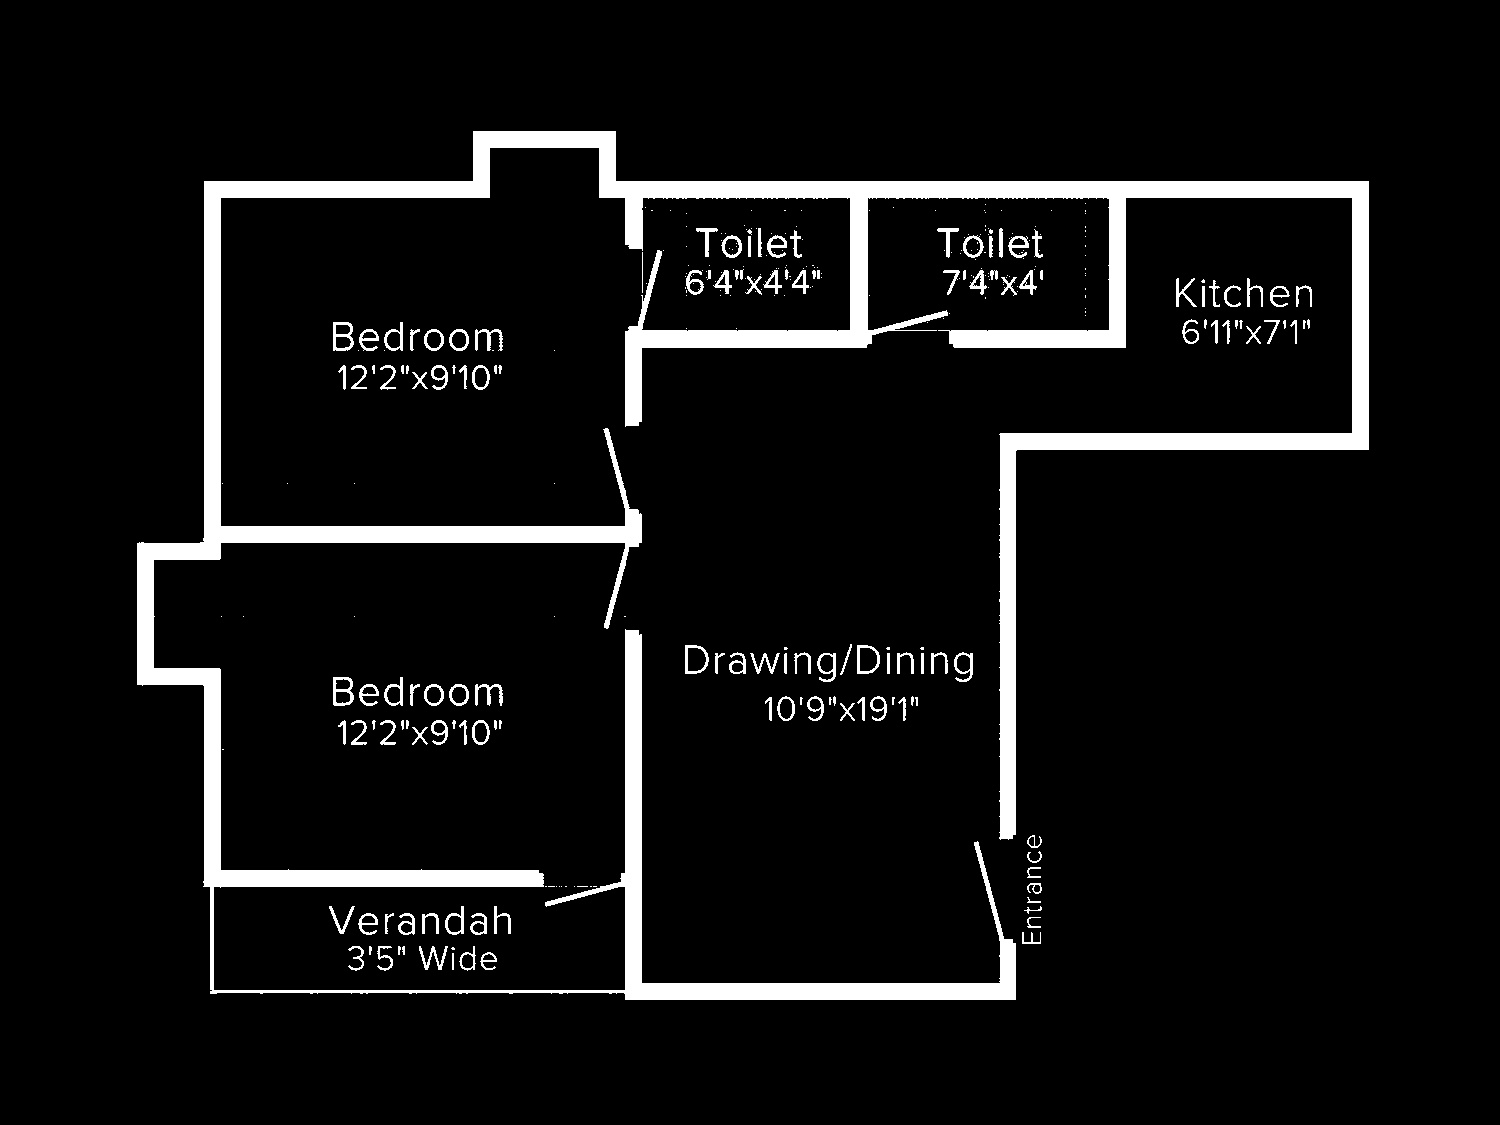 Toilet
6'4"x4'4"
Toilet
7'4"x4'
Kitchen
6'11"x7'1"
Bedroom
12'2"x9'10"
Drawing/Dining
10'9"x19'1"
Bedroom
12'2"x9'10"
Entrance
Verandah
3'5" Wide